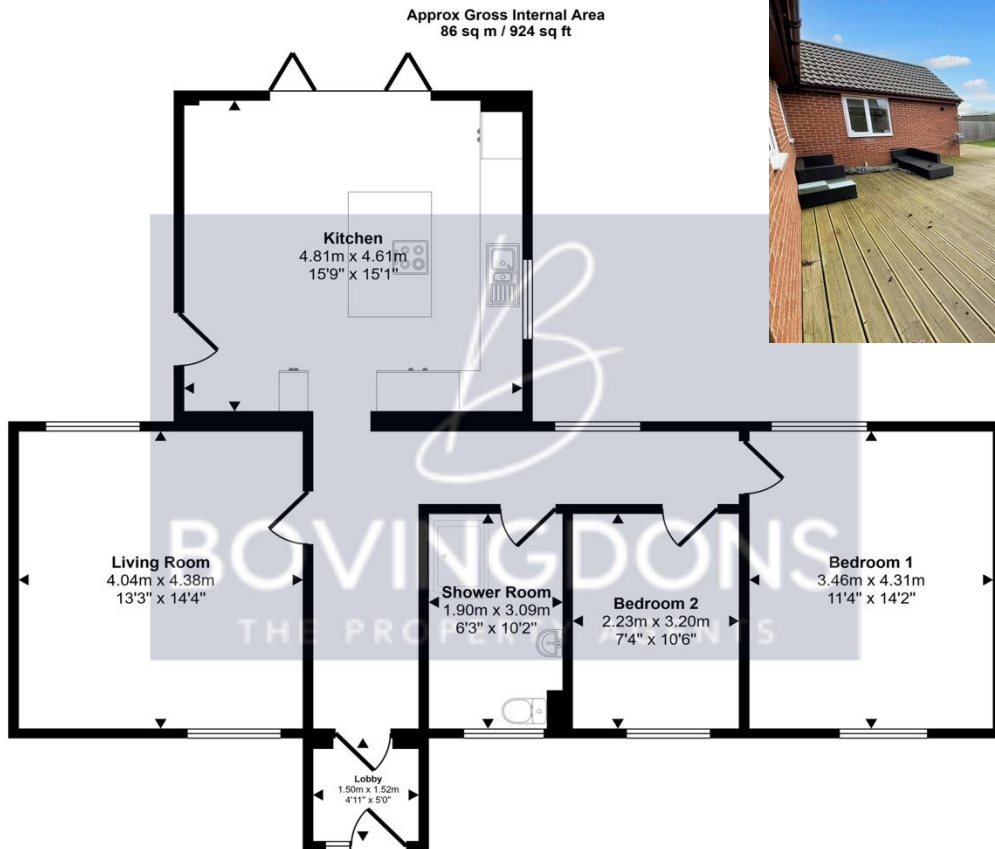 Approx Gross Internal Area
86 sq m / 924 sq ft
Kitchen
4.81m x 4.61m
15'9" x 15'1"
B
BOVINGDONS
THE PROPERTY AGENTS
Living Room
4.04m x 4.38m
13'3" x 14'4"
Shower Room
1.90m x 3.09m
6'3" x 10'2"
Bedroom 2
2.23m x 3.20m
7'4" x 10'6"
Bedroom 1
3.46m x 4.31m
11'4" x 14'2"
Lobby
1.50m x 1.52m
4'11" x 5'0"